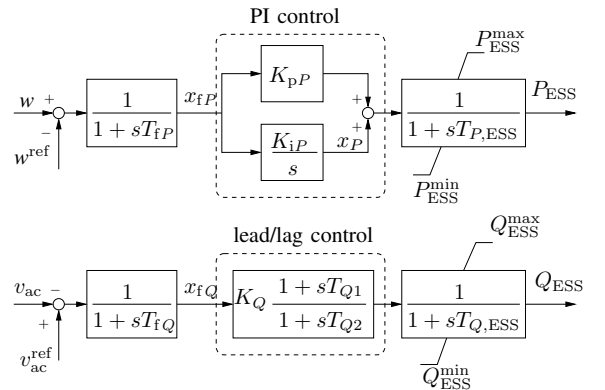 PI control
P_ESS^max
K_pP
w + 1 x_fP + 1 P_ESS
1 + sT_fP 1 + sT_P,ESS
− K_iP + x_P
w^ref s P_ESS^min
lead/lag control Q_ESS^max
v_ac − 1 x_fQ K_Q 1 + sT_Q1 1 Q_ESS
1 + sT_fQ 1 + sT_Q2 1 + sT_Q,ESS
+
v_ac^ref Q_ESS^min